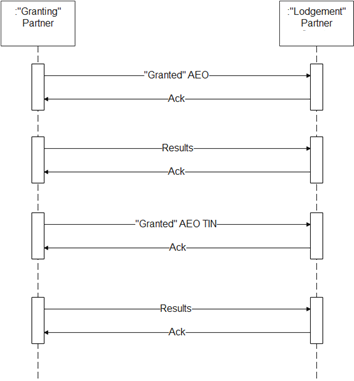 :"Granting"
Partner
:"Lodgement"
Partner
"Granted" AEO
Ack
Results
Ack
"Granted" AEO TIN
Ack
Results
Ack